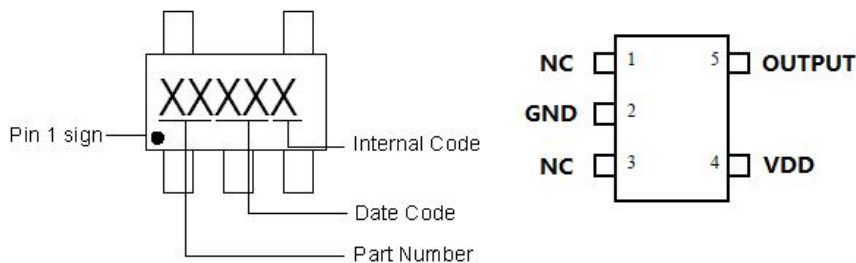 XXXXX
Pin 1 sign
Internal Code
Date Code
Part Number
NC 1 5 OUTPUT
GND 2
NC 3 4 VDD